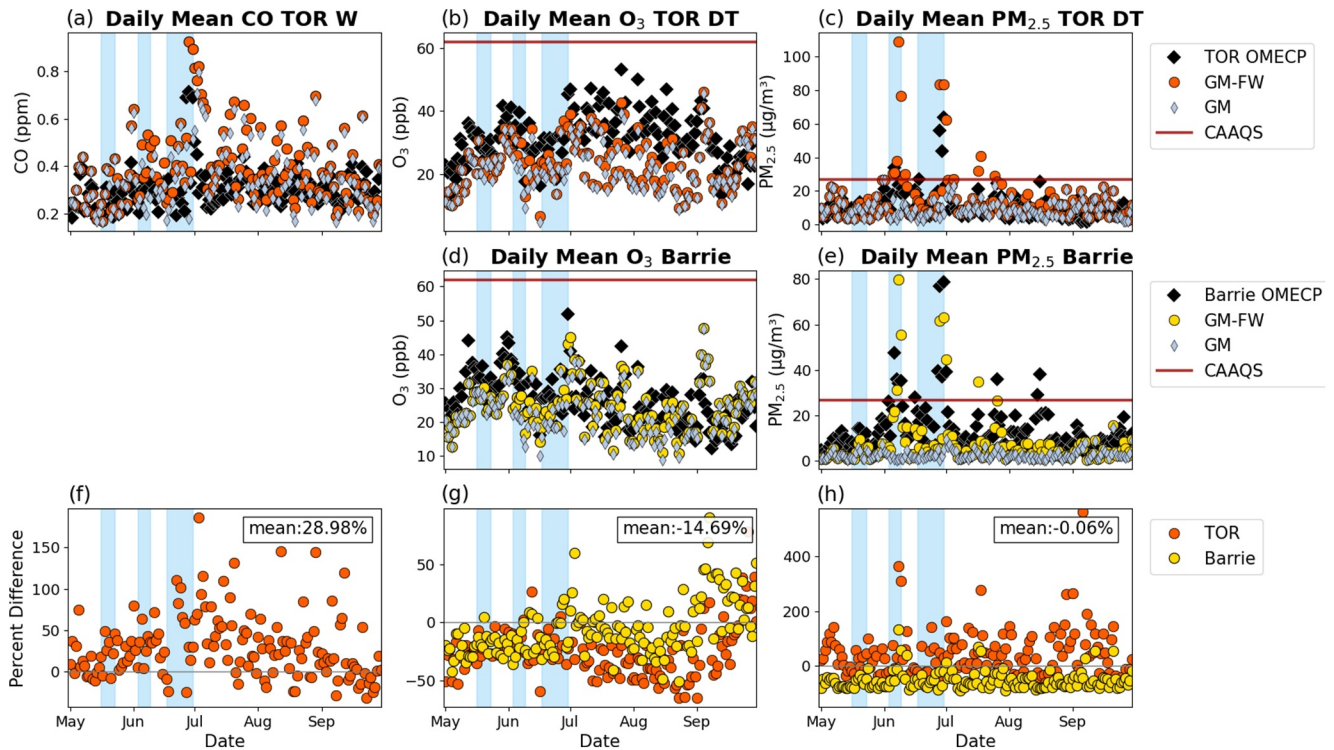 (a) Daily Mean CO TOR W
(b) Daily Mean O₃ TOR DT
(c) Daily Mean PM₂.₅ TOR DT
CO (ppm)
0.8
0.6
0.4
0.2
O₃ (ppb)
60
40
20
PM₂.₅ (μg/m³)
100
80
60
40
20
0
TOR OMECP
GM-FW
GM
CAAQS
(d) Daily Mean O₃ Barrie
(e) Daily Mean PM₂.₅ Barrie
O₃ (ppb)
60
50
40
30
20
10
PM₂.₅ (μg/m³)
80
60
40
20
0
Barrie OMECP
GM-FW
GM
CAAQS
(f)
(g)
(h)
mean:28.98%
mean:-14.69%
mean:-0.06%
Percent Difference
150
100
50
0
50
0
−50
400
200
0
TOR
Barrie
May Jun Jul Aug Sep
May Jun Jul Aug Sep
May Jun Jul Aug Sep
Date
Date
Date